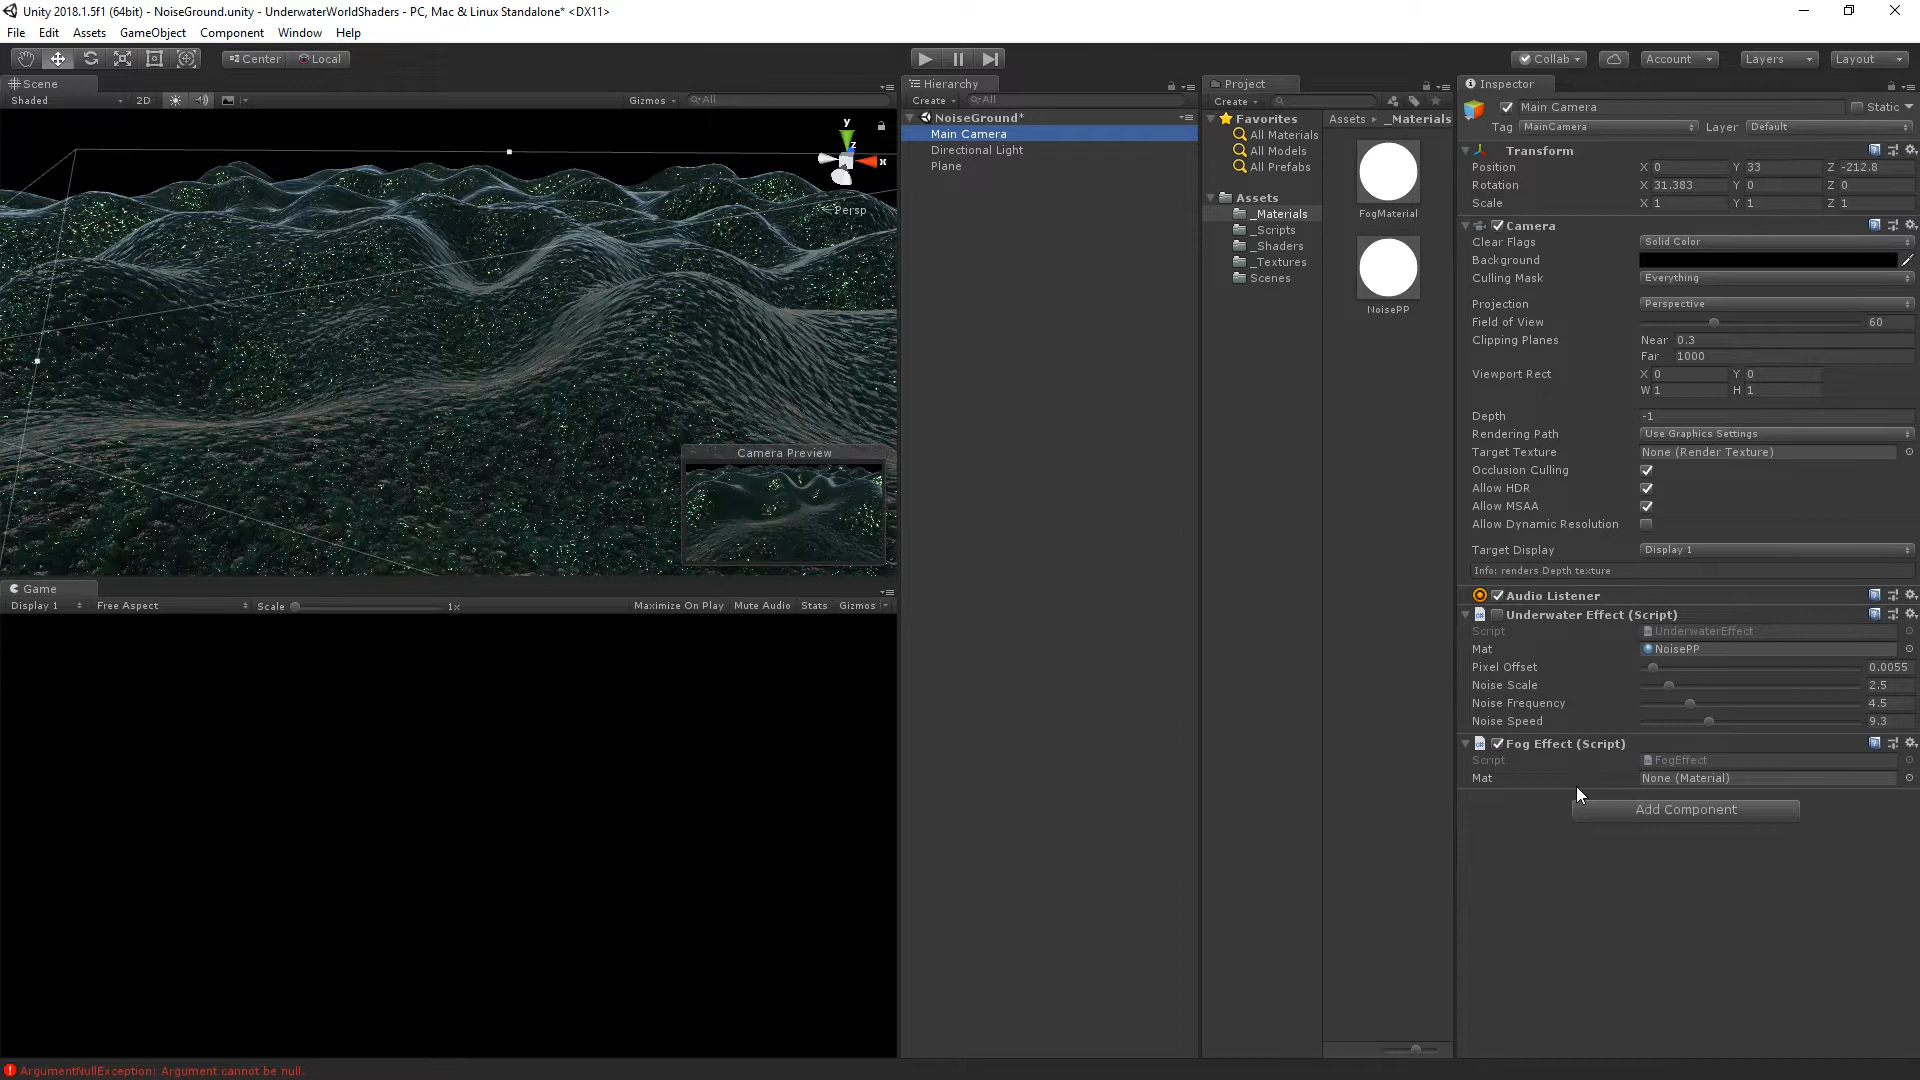 Unity 2018.1.5f1 (64bit) - NoiseGround.unity - UnderwaterWorldShaders - PC, Mac & Linux Standalone* <DX11>
File Edit Assets GameObject Component Window Help
Center Local Collab Account Layers Layout
Scene
Shaded 2D Gizmos All
y
z
x
Persp
Camera Preview
Game
Display 1 Free Aspect Scale 1x Maximize On Play Mute Audio Stats Gizmos
Hierarchy
Create All
NoiseGround*
Main Camera
Directional Light
Plane
Project
Create
Favorites
All Materials
All Models
All Prefabs
Assets
_Materials
_Scripts
_Shaders
_Textures
Scenes
Assets _Materials
FogMaterial
NoisePP
Inspector
Main Camera Static
Tag MainCamera Layer Default
Transform
Position X 0 Y 33 Z -212.8
Rotation X 31.383 Y 0 Z 0
Scale X 1 Y 1 Z 1
Camera
Clear Flags Solid Color
Background
Culling Mask Everything
Projection Perspective
Field of View 60
Clipping Planes Near 0.3
Far 1000
Viewport Rect X 0 Y 0
W 1 H 1
Depth -1
Rendering Path Use Graphics Settings
Target Texture None (Render Texture)
Occlusion Culling
Allow HDR
Allow MSAA
Allow Dynamic Resolution
Target Display Display 1
Info: renders Depth texture
Audio Listener
Underwater Effect (Script)
Script UnderwaterEffect
Mat NoisePP
Pixel Offset 0.0055
Noise Scale 2.5
Noise Frequency 4.5
Noise Speed 9.3
Fog Effect (Script)
Script FogEffect
Mat None (Material)
Add Component
ArgumentNullException: Argument cannot be null.